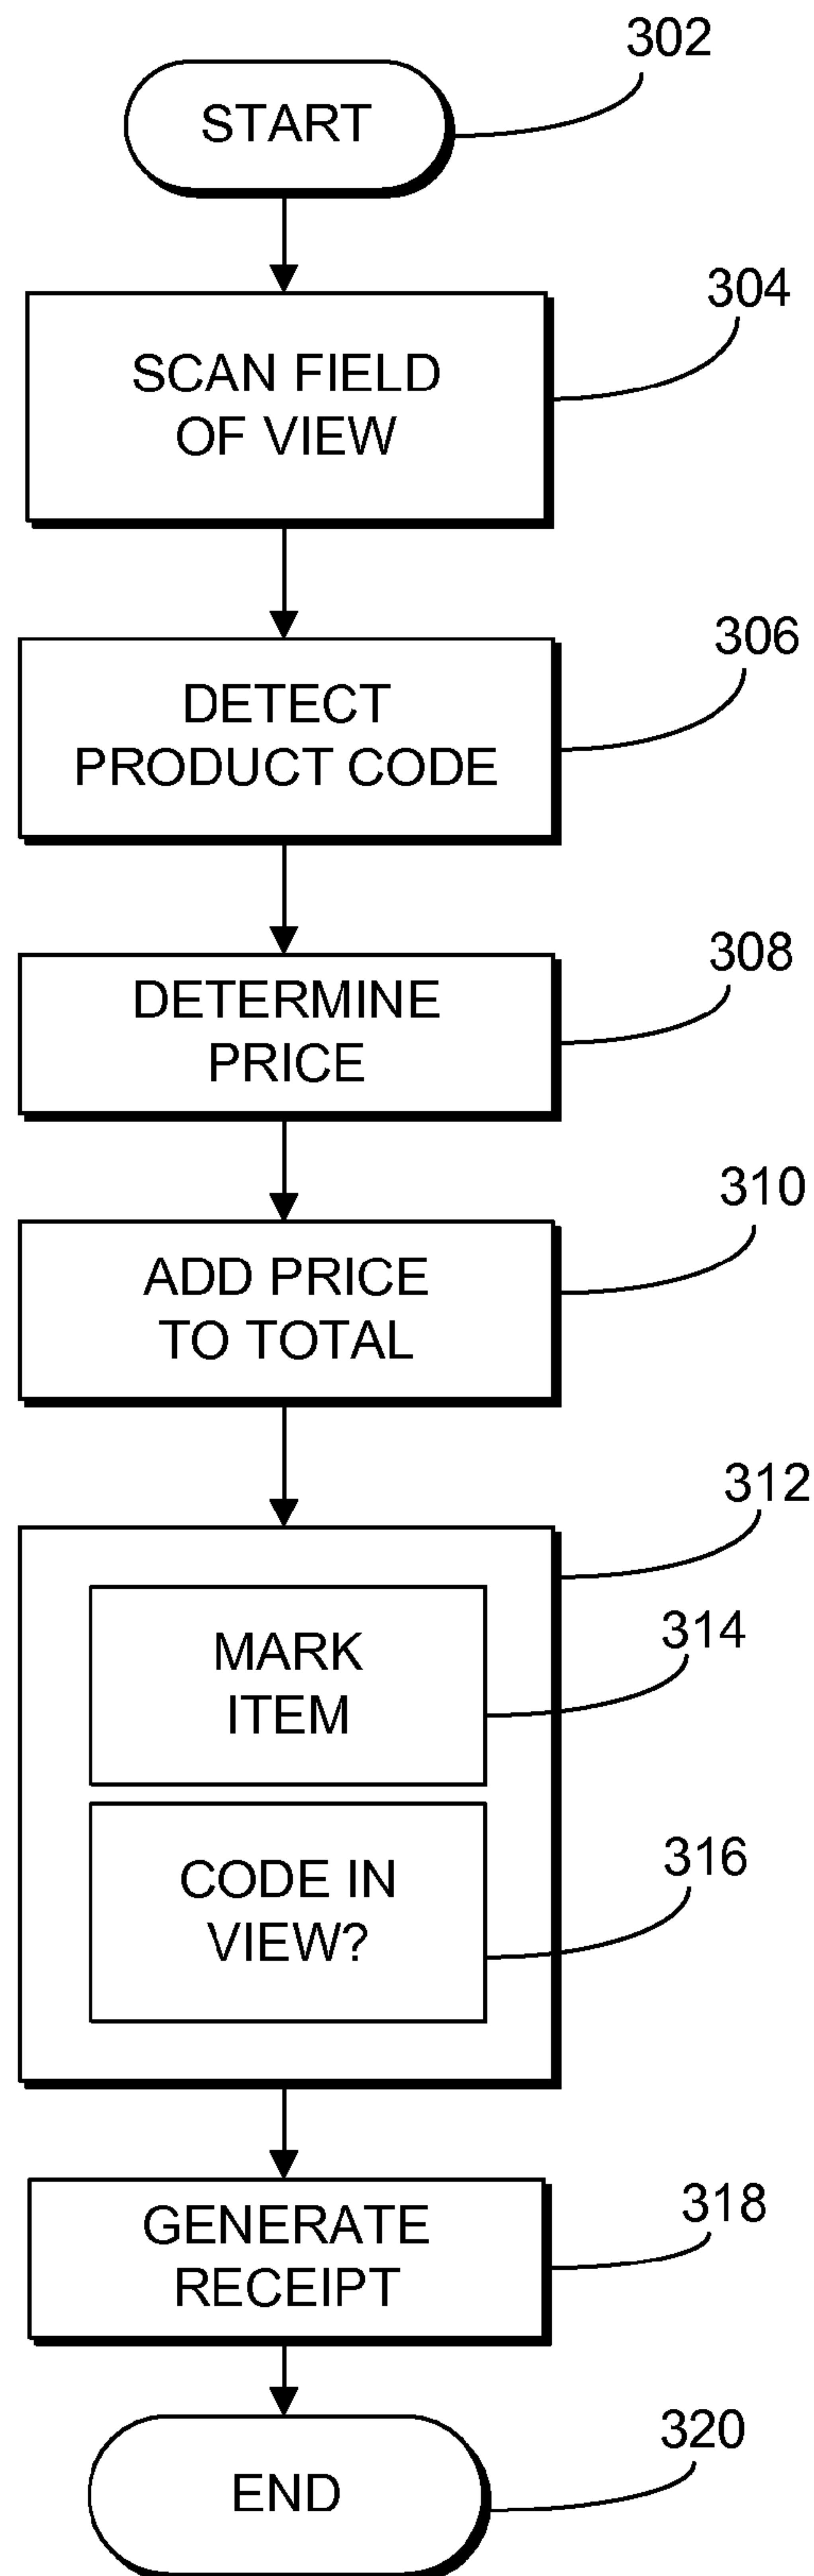 302
START
304
SCAN FIELD
OF VIEW
306
DETECT
PRODUCT CODE
308
DETERMINE
PRICE
310
ADD PRICE
TO TOTAL
312
314
MARK
ITEM
316
CODE IN
VIEW?
318
GENERATE
RECEIPT
320
END